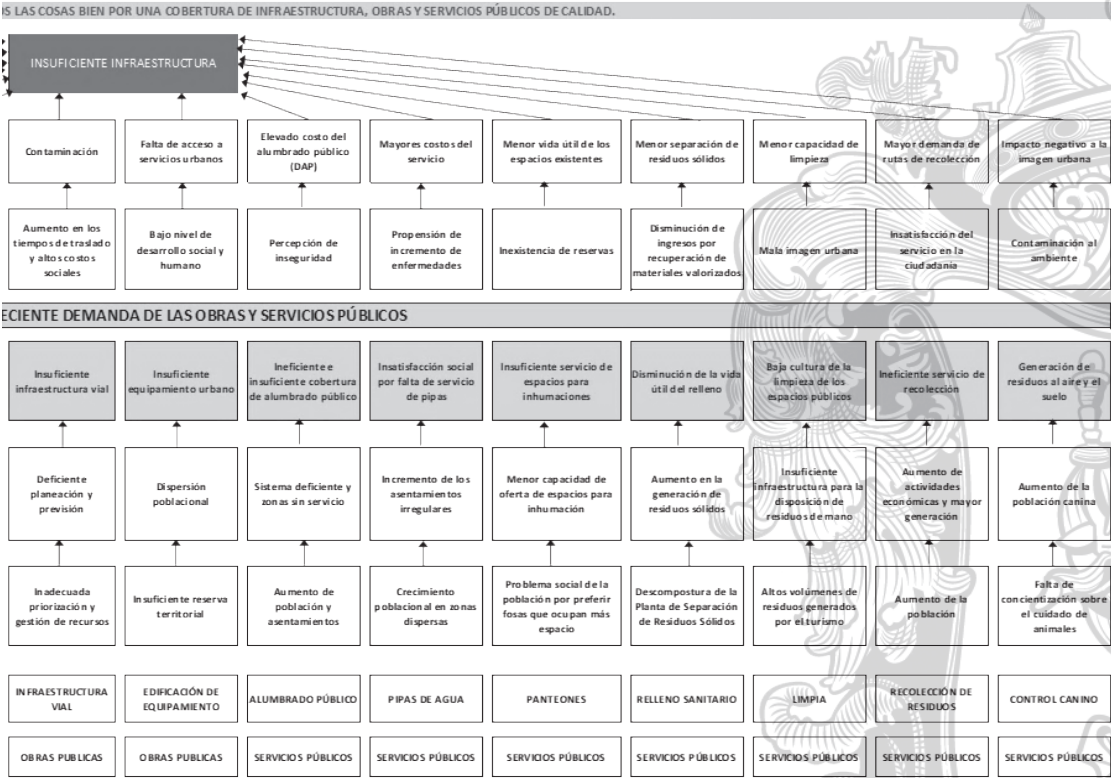 OS LAS COSAS BIEN POR UNA COBERTURA DE INFRAESTRUCTURA, OBRAS Y SERVICIOS PÚBLICOS DE CALIDAD.
INSUFICIENTE INFRAESTRUCTURA
Contaminación
Falta de acceso a
servicios urbanos
Elevado costo del
alumbrado público
(DAP)
Mayores costos del
servicio
Menor vida útil de los
espacios existentes
Menor separación de
residuos sólidos
Menor capacidad de
limpieza
Mayor demanda de
rutas de recolección
Impacto negativo a la
imagen urbana
Aumento en los
tiempos de traslado
y altos costos
sociales
Bajo nivel de
desarrollo social y
humano
Percepción de
inseguridad
Propensión de
incremento de
enfermedades
Inexistencia de reservas
Disminución de
ingresos por
recuperación de
materiales valorizados
Mala imagen urbana
Insatisfacción del
servicio en la
ciudadanía
Contaminación al
ambiente
ECIENTE DEMANDA DE LAS OBRAS Y SERVICIOS PÚBLICOS
Insuficiente
infraestructura vial
Insuficiente
equipamiento urbano
Ineficiente e
insuficiente cobertura
de alumbrado público
Insatisfacción social
por falta de servicio
de pipas
Insuficiente servicio de
espacios para
inhumaciones
Disminución de la vida
útil del relleno
Baja cultura de la
limpieza de los
espacios públicos
Ineficiente servicio de
recolección
Generación de
residuos al aire y el
suelo
Deficiente
planeación y
previsión
Dispersión
poblacional
Sistema deficiente y
zonas sin servicio
Incremento de los
asentamientos
irregulares
Menor capacidad de
oferta de espacios para
inhumación
Aumento en la
generación de
residuos sólidos
Insuficiente
infraestructura para la
disposición de
residuos de mano
Aumento de
actividades
económicas y mayor
generación
Aumento de la
población canina
Inadecuada
priorización y
gestión de recursos
Insuficiente reserva
territorial
Aumento de
población y
asentamientos
Crecimiento
poblacional en zonas
dispersas
Problema social de la
población por preferir
fosas que ocupan más
espacio
Descompostura de la
Planta de Separación
de Residuos Sólidos
Altos volúmenes de
residuos generados
por el turismo
Aumento de la
población
Falta de
concientización sobre
el cuidado de
animales
INFRAESTRUCTURA
VIAL
EDIFICACIÓN DE
EQUIPAMIENTO
ALUMBRADO PÚBLICO
PIPAS DE AGUA
PANTEONES
RELLENO SANITARIO
LIMPIA
RECOLECCIÓN DE
RESIDUOS
CONTROL CANINO
OBRAS PUBLICAS
OBRAS PUBLICAS
SERVICIOS PÚBLICOS
SERVICIOS PÚBLICOS
SERVICIOS PÚBLICOS
SERVICIOS PÚBLICOS
SERVICIOS PÚBLICOS
SERVICIOS PÚBLICOS
SERVICIOS PÚBLICOS